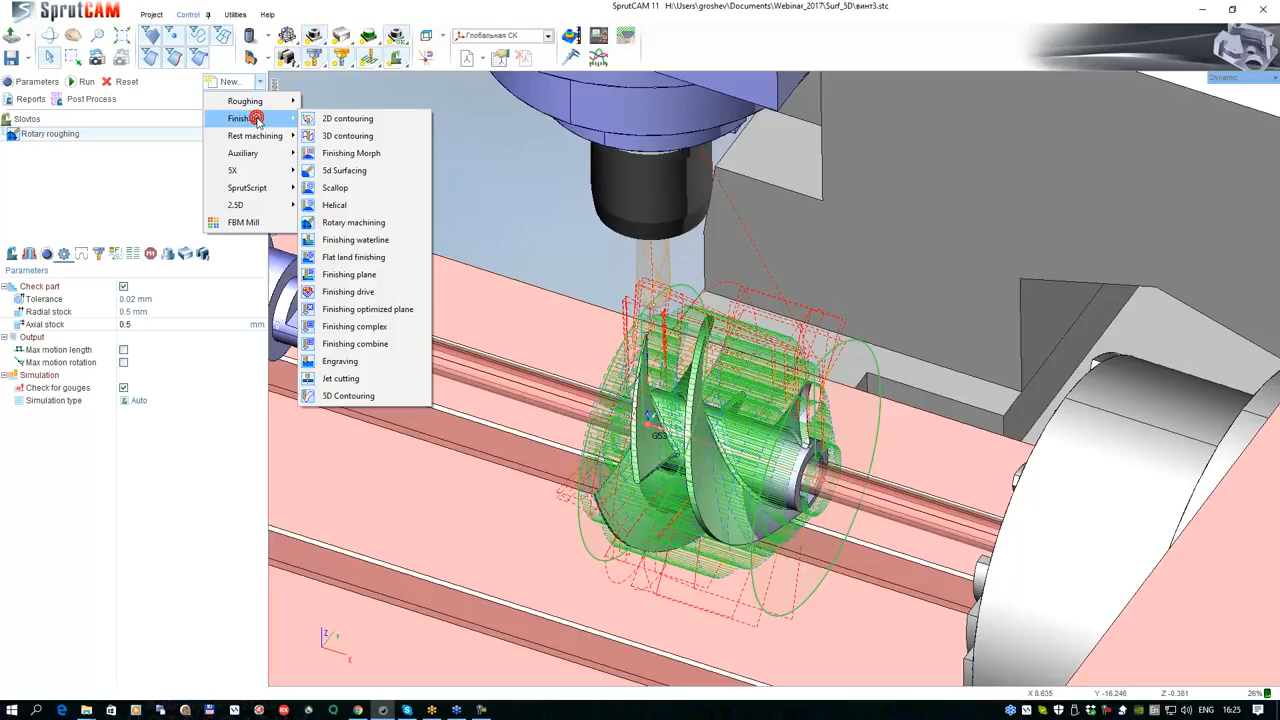 SprutCAM
Project
Control
Utilities
Help
SprutCAM 11 H:\Users\groshev\Documents\Webinar_2017\Surf_5D\винт3.stc
Глобальная СК
Dynamic
Parameters
Run
Reset
New...
Reports
Post Process
Slovtos
Rotary roughing
Roughing
Finish
Rest machining
Auxiliary
5X
SprutScript
2.5D
FBM Mill
2D contouring
3D contouring
Finishing Morph
5d Surfacing
Scallop
Helical
Rotary machining
Finishing waterline
Flat land finishing
Finishing plane
Finishing drive
Finishing optimized plane
Finishing complex
Finishing combine
Engraving
Jet cutting
5D Contouring
Parameters
Check part
Tolerance 0.02 mm
Radial stock 0.5 mm
Axial stock 0.5 mm
Output
Max motion length
Max motion rotation
Simulation
Check for gouges
Simulation type Auto
G53
Z
Y
X
X 8.635 Y -16.246 Z -0.381 26%
ENG 16:25